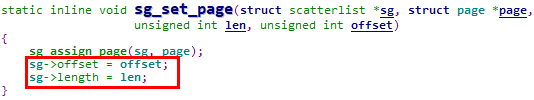 static inline void sg_set_page(struct scatterlist *sg, struct page *page,
unsigned int len, unsigned int offset)
{
sg_assign_page(sg, page);
sg->offset = offset;
sg->length = len;
}